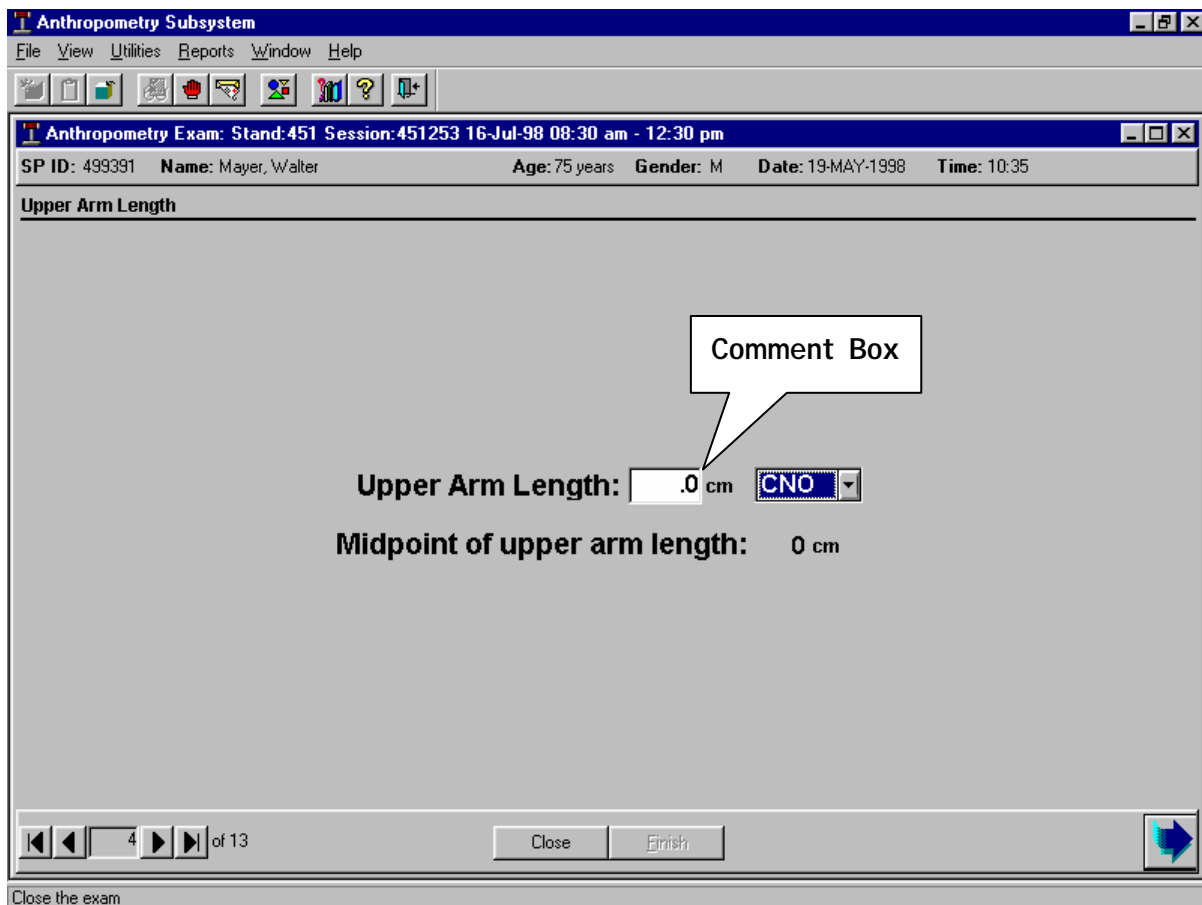 Anthropometry Subsystem
File View Utilities Reports Window Help
Anthropometry Exam: Stand:451 Session:451253 16-Jul-98 08:30 am - 12:30 pm
SP ID: 499391 Name: Mayer, Walter Age: 75 years Gender: M Date: 19-MAY-1998 Time: 10:35
Upper Arm Length
Comment Box
Upper Arm Length: .0 cm CNO
Midpoint of upper arm length: 0 cm
4 of 13 Close Finish
Close the exam